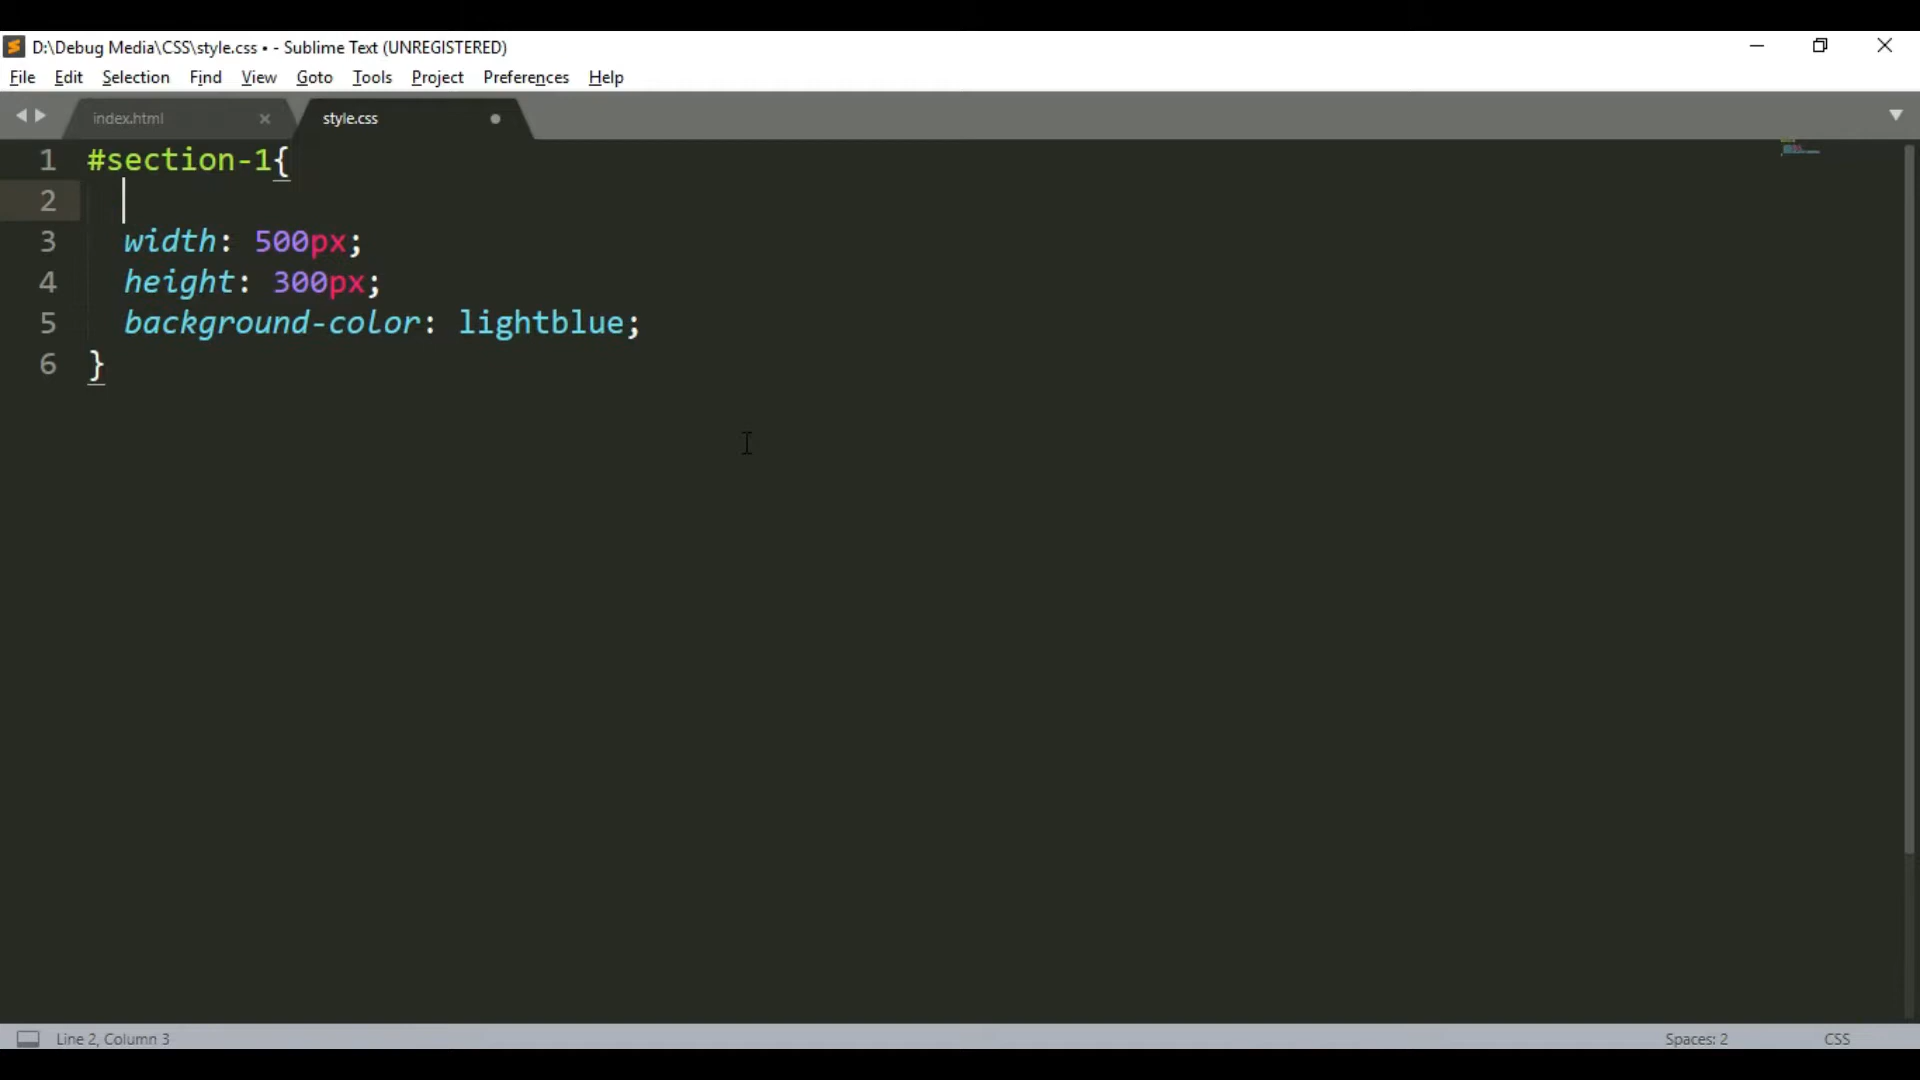 D:\Debug Media\CSS\style.css • - Sublime Text (UNREGISTERED)
File Edit Selection Find View Goto Tools Project Preferences Help
index.html style.css
1 #section-1{
2
3 width: 500px;
4 height: 300px;
5 background-color: lightblue;
6 }
Line 2, Column 3 Spaces: 2 CSS